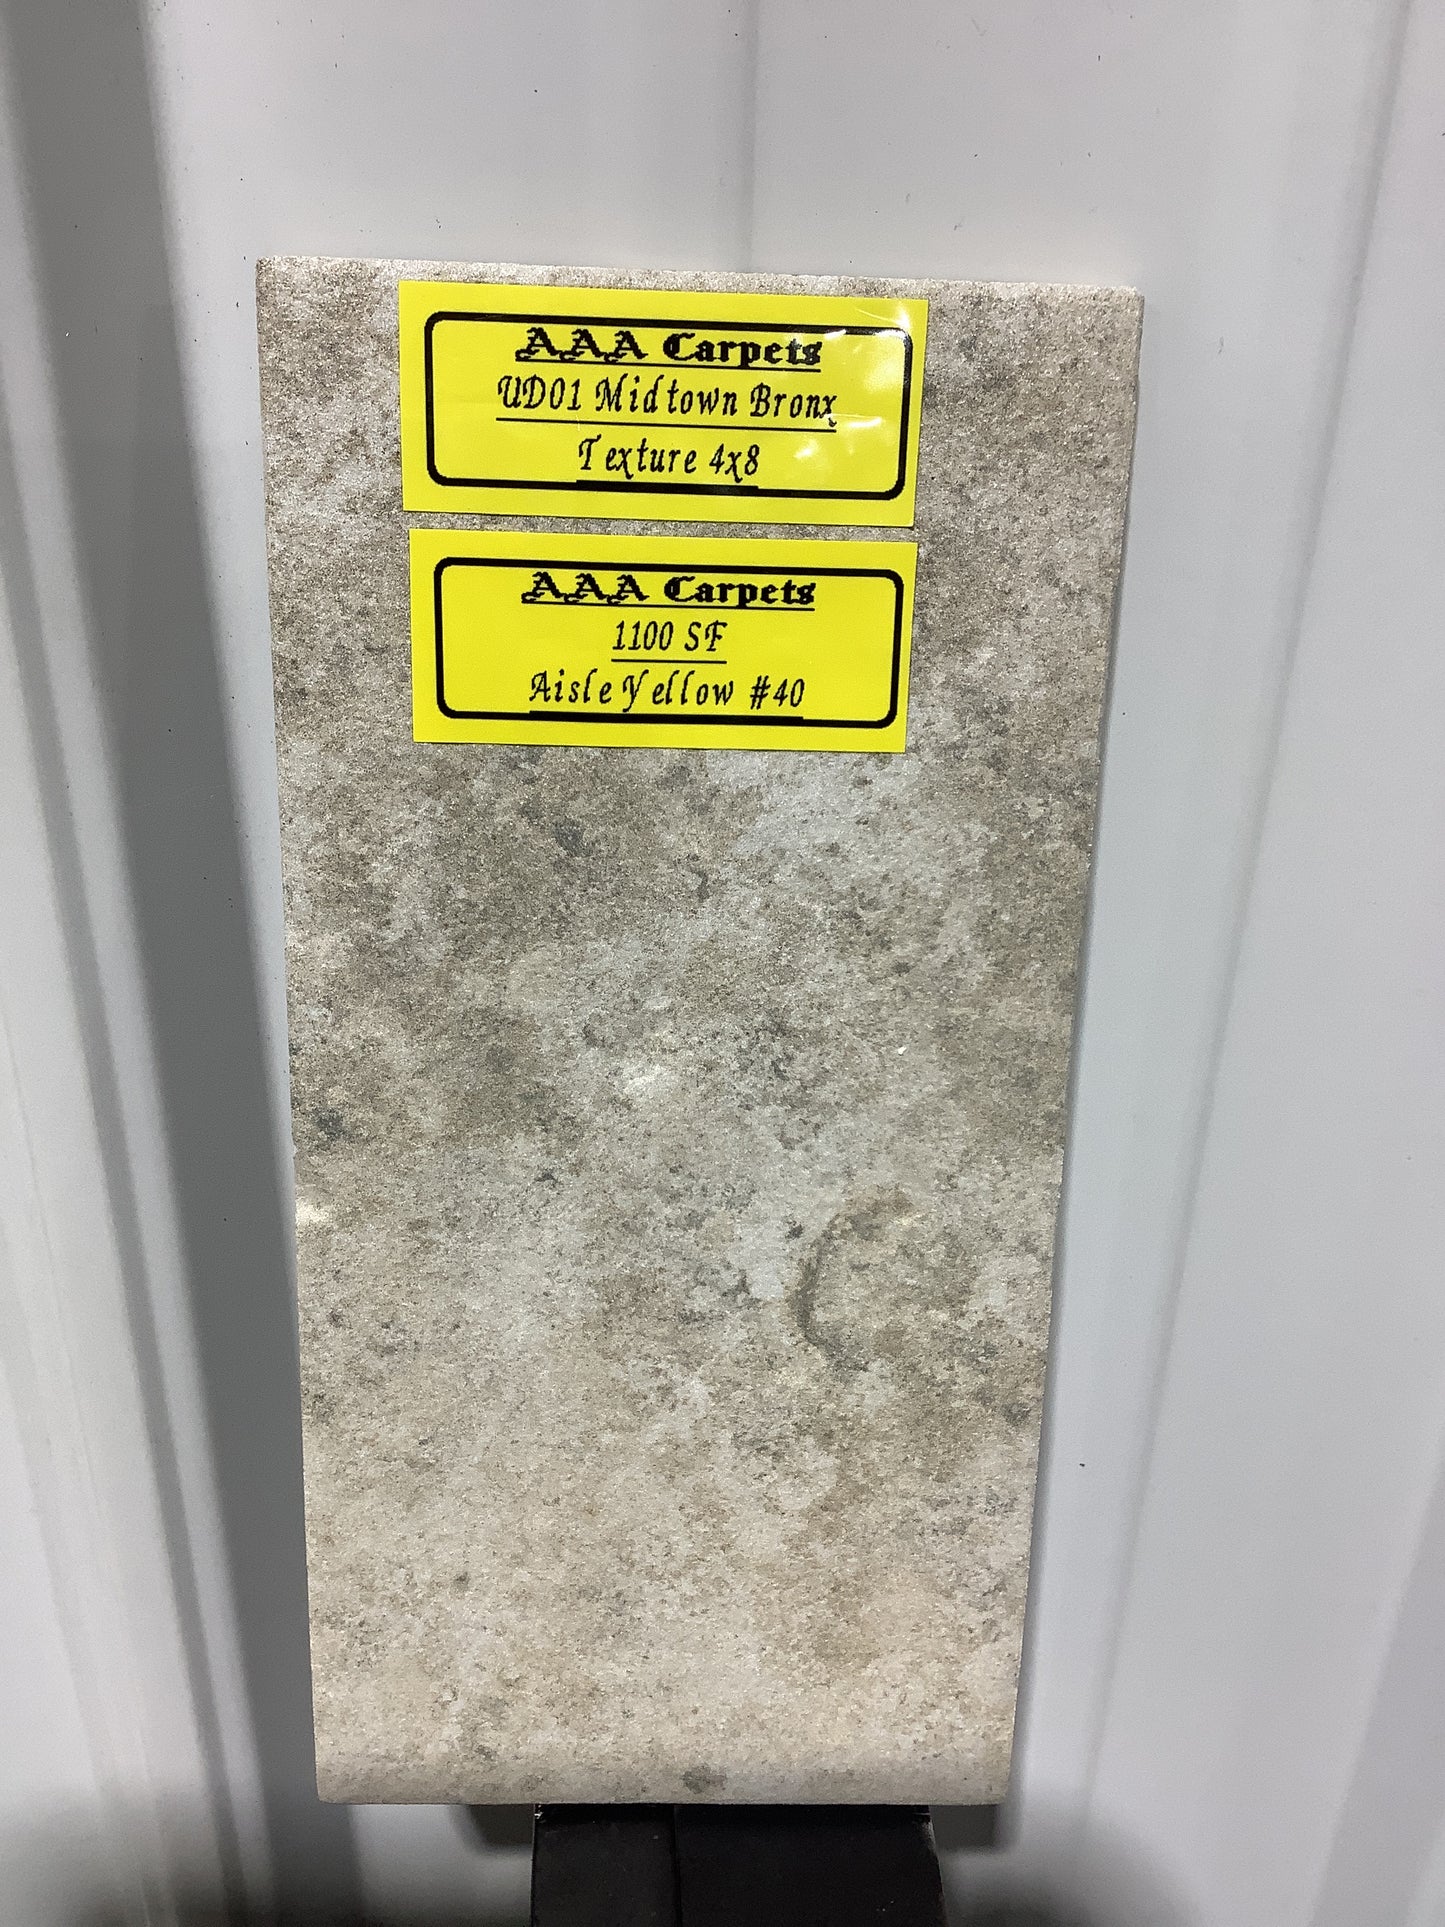 AAA Carpets
UD01 Midtown Bronx
Texture 4x8
AAA Carpets
1100 SF
Aisle Yellow #40